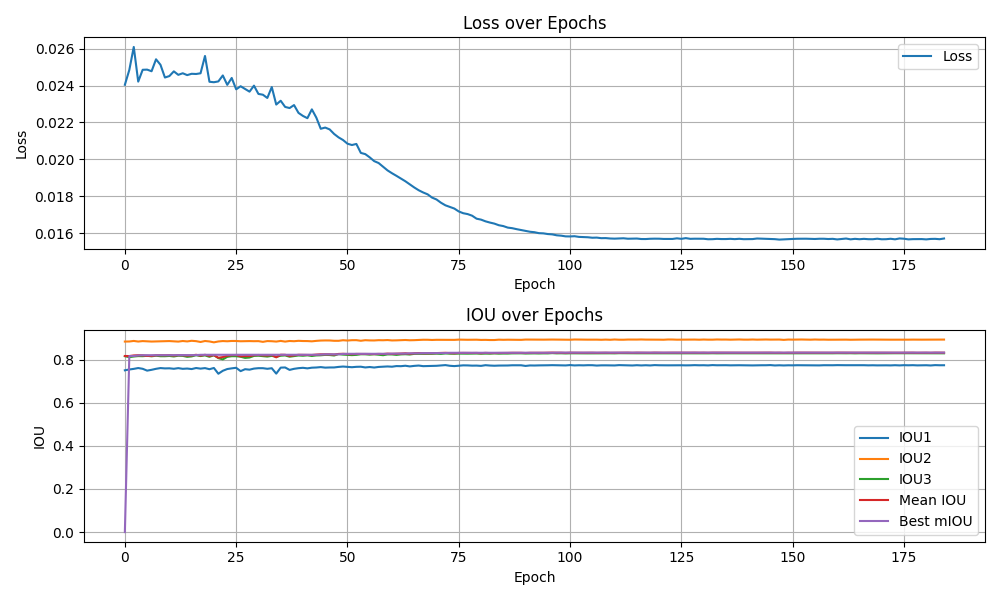 Loss over Epochs
0.026
0.024
0.022
0.020
0.018
0.016
Loss
Loss
0 25 50 75 100 125 150 175
Epoch
IOU over Epochs
0.8
0.6
0.4
0.2
0.0
IOU
IOU1
IOU2
IOU3
Mean IOU
Best mIOU
0 25 50 75 100 125 150 175
Epoch